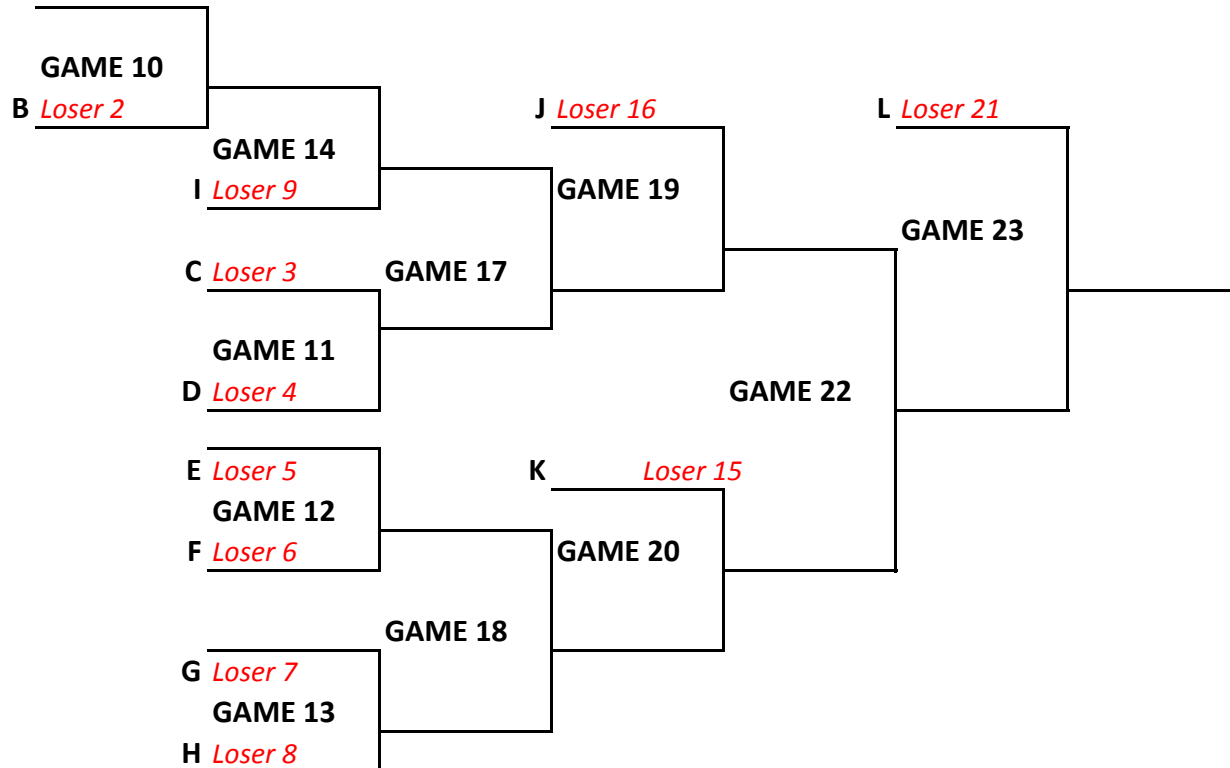 GAME 10
B Loser 2
J Loser 16
L Loser 21
GAME 14
I Loser 9
GAME 19
GAME 23
C Loser 3
GAME 17
GAME 11
D Loser 4
GAME 22
E Loser 5
K Loser 15
GAME 12
F Loser 6
GAME 20
GAME 18
G Loser 7
GAME 13
H Loser 8